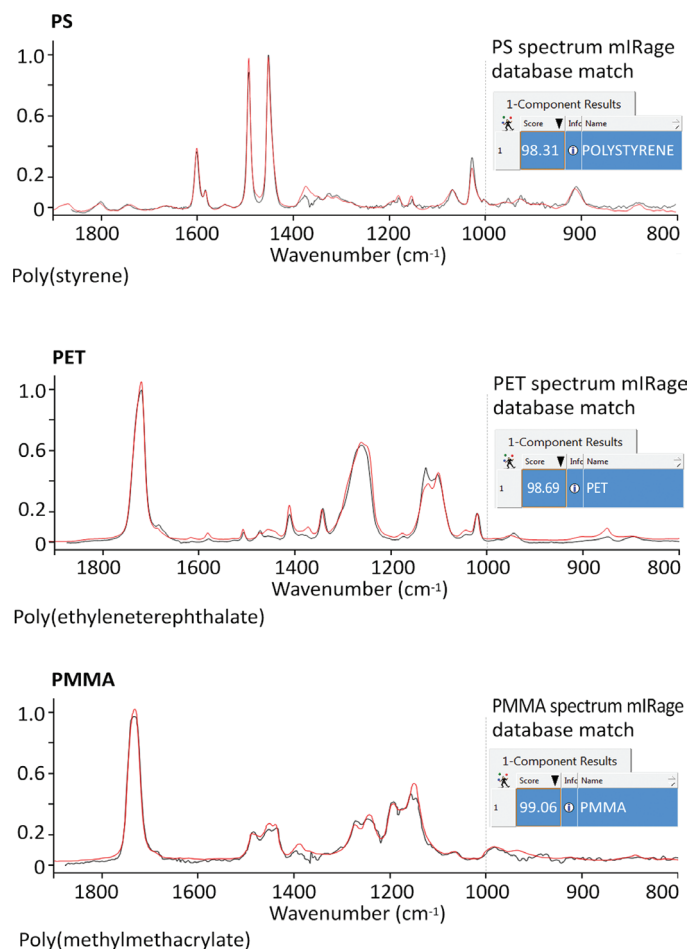 PS
PS spectrum mIRage
database match
1-Component Results
Score Info Name
1 98.31 POLYSTYRENE
1.0
0.6
0.2
0
1800 1600 1400 1200 1000 900 800
Wavenumber (cm-1)
Poly(styrene)
PET
PET spectrum mIRage
database match
1-Component Results
Score Info Name
1 98.69 PET
1.0
0.6
0.2
0
1800 1600 1400 1200 1000 900 800
Wavenumber (cm-1)
Poly(ethyleneterephthalate)
PMMA
PMMA spectrum mIRage
database match
1-Component Results
Score Info Name
1 99.06 PMMA
1.0
0.6
0.2
0
1800 1600 1400 1200 1000 900 800
Wavenumber (cm-1)
Poly(methylmethacrylate)